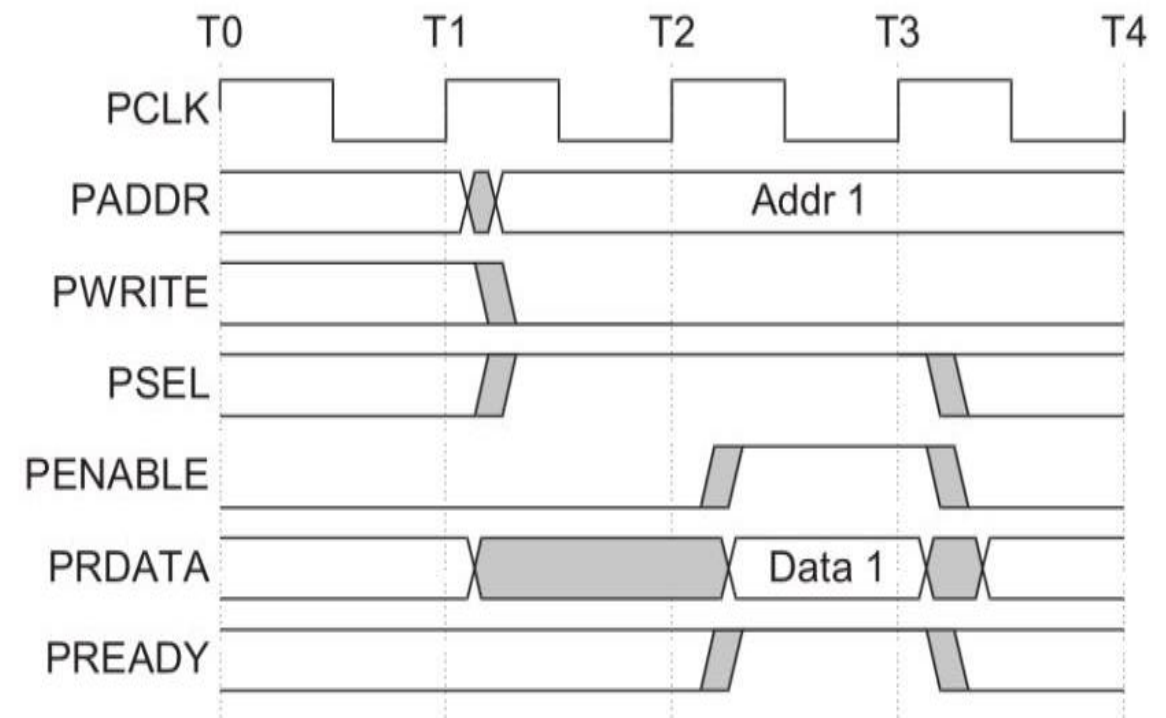 T0 T1 T2 T3 T4
PCLK
PADDR Addr 1
PWRITE
PSEL
PENABLE
PRDATA Data 1
PREADY